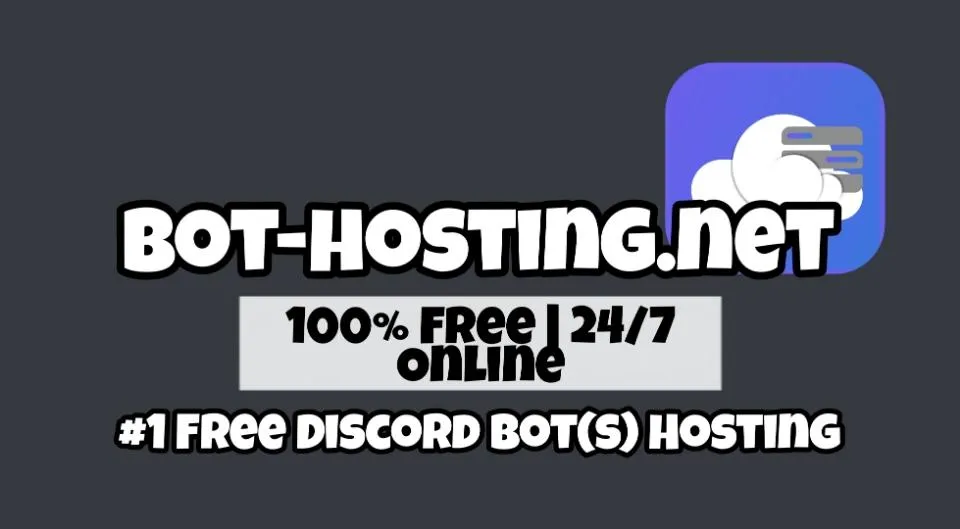 BOT-HOSTING.NET
100% FREE | 24/7
ONLINE
#1 FREE DISCORD BOT(S) HOSTING